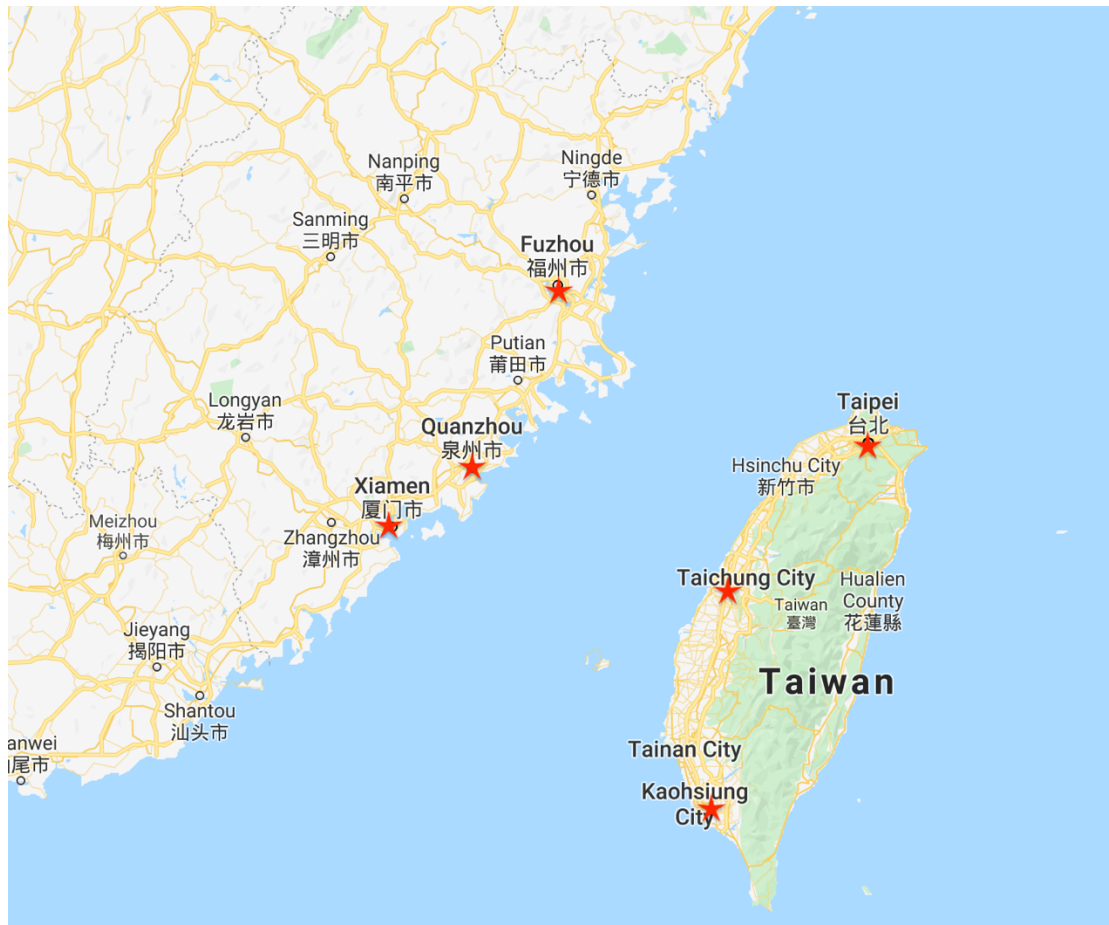 Nanping
南平市
Ningde
宁德市
Sanming
三明市
Fuzhou
福州市
Putian
莆田市
Longyan
龙岩市
Taipei
台北
Quanzhou
泉州市
Hsinchu City
新竹市
Xiamen
厦门市
Meizhou
梅州市
Zhangzhou
漳州市
Taichung City
Hualien
County
花蓮縣
Taiwan
臺灣
Jieyang
揭阳市
Taiwan
Shantou
汕头市
anwei
尾市
Tainan City
Kaohsiung
City